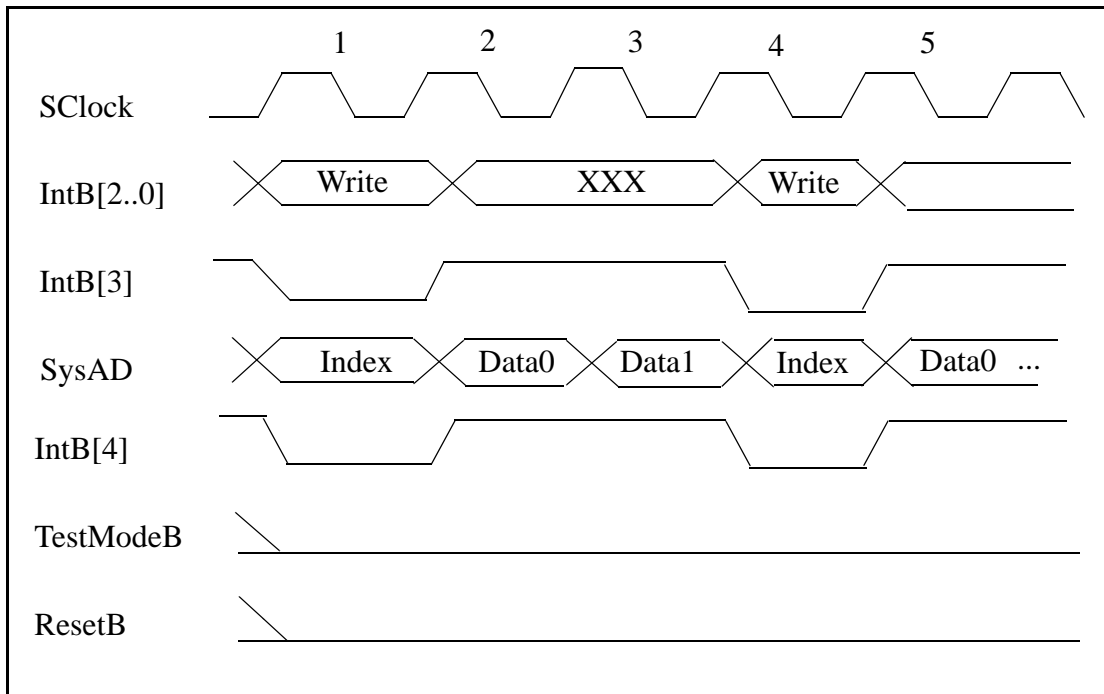 1 2 3 4 5
SClock
IntB[2..0] Write XXX Write
IntB[3]
SysAD Index Data0 Data1 Index Data0 ...
IntB[4]
TestModeB
ResetB